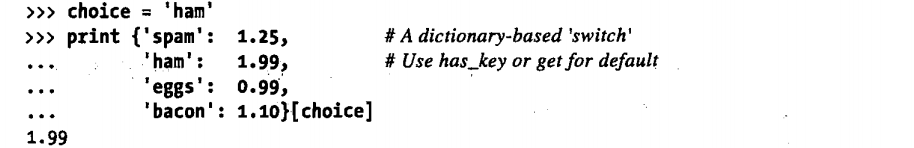 >>> choice = 'ham'
>>> print {'spam':  1.25,          # A dictionary-based 'switch'
...        'ham':   1.99,          # Use has_key or get for default
...        'eggs':  0.99,
...        'bacon': 1.10}[choice]
1.99